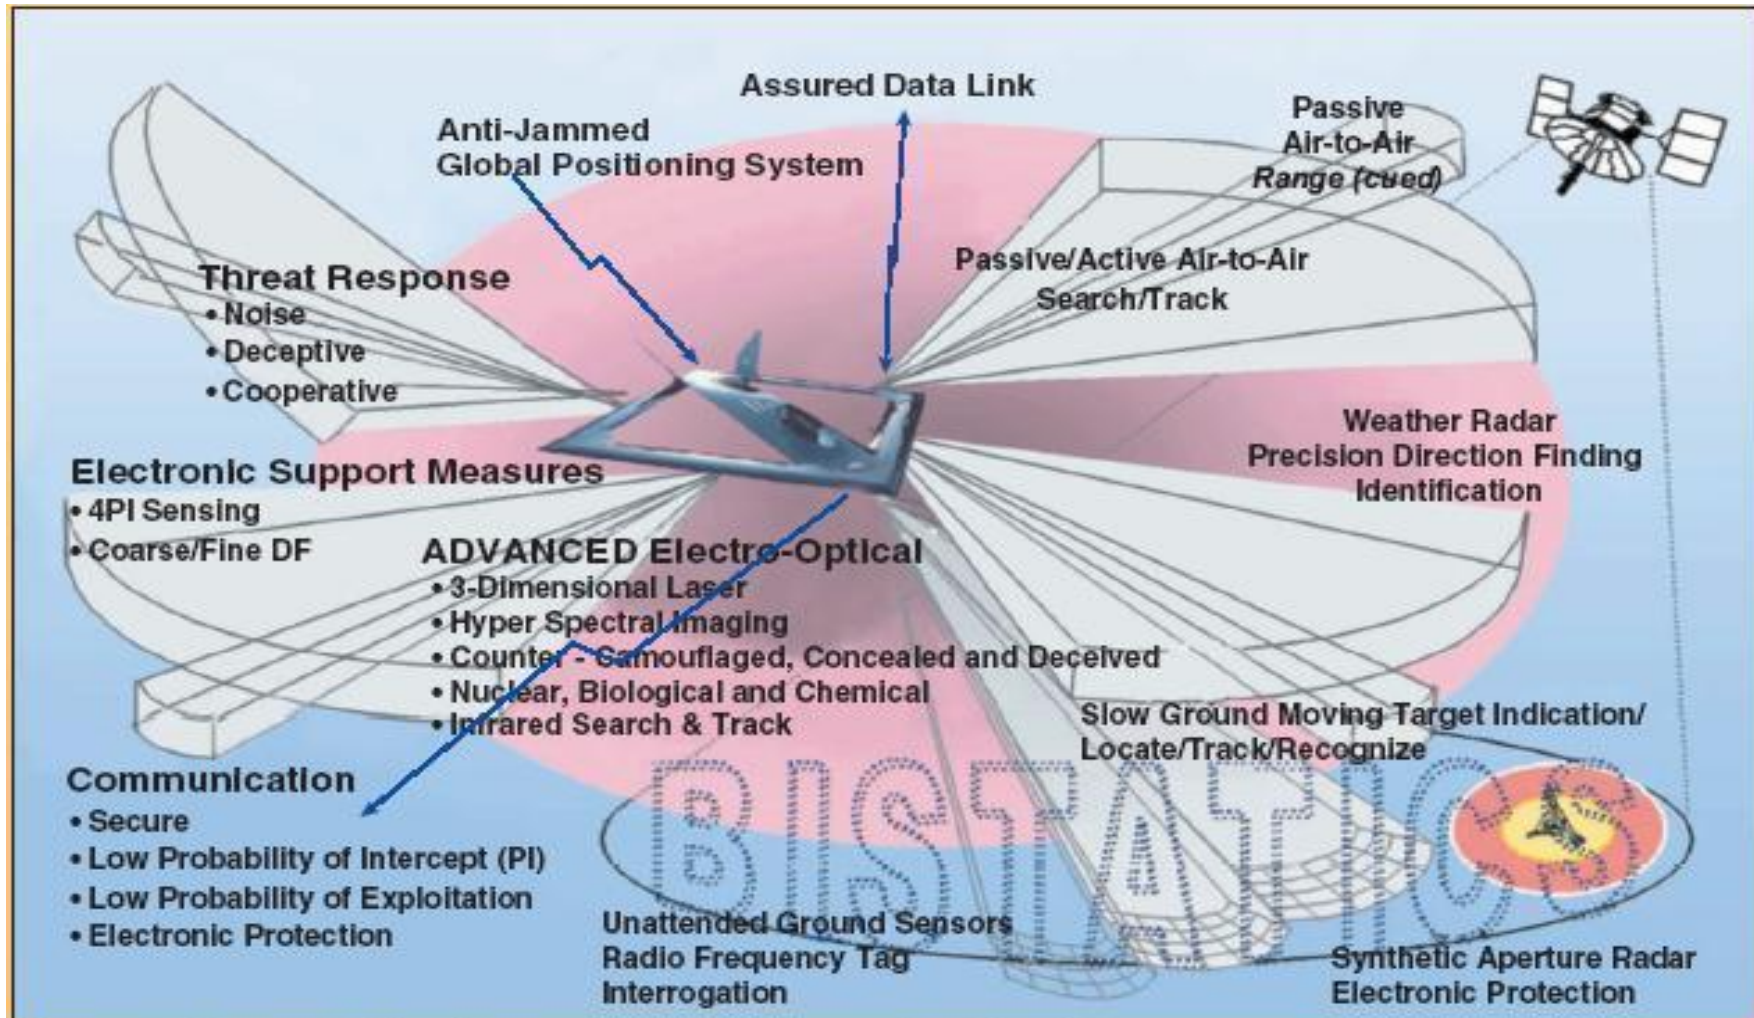 Assured Data Link
Anti-Jammed
Global Positioning System
Passive
Air-to-Air
Range (cued)
Passive/Active Air-to-Air
Search/Track
Threat Response
• Noise
• Deceptive
• Cooperative
Weather Radar
Precision Direction Finding
Identification
Electronic Support Measures
• 4PI Sensing
• Coarse/Fine DF
ADVANCED Electro-Optical
• 3-Dimensional Laser
• Hyper Spectral Imaging
• Counter - Camouflaged, Concealed and Deceived
• Nuclear, Biological and Chemical
• Infrared Search & Track
Slow Ground Moving Target Indication/
Locate/Track/Recognize
Communication
• Secure
• Low Probability of Intercept (PI)
• Low Probability of Exploitation
• Electronic Protection
BISTATICS
Unattended Ground Sensors
Radio Frequency Tag
Interrogation
Synthetic Aperture Radar
Electronic Protection